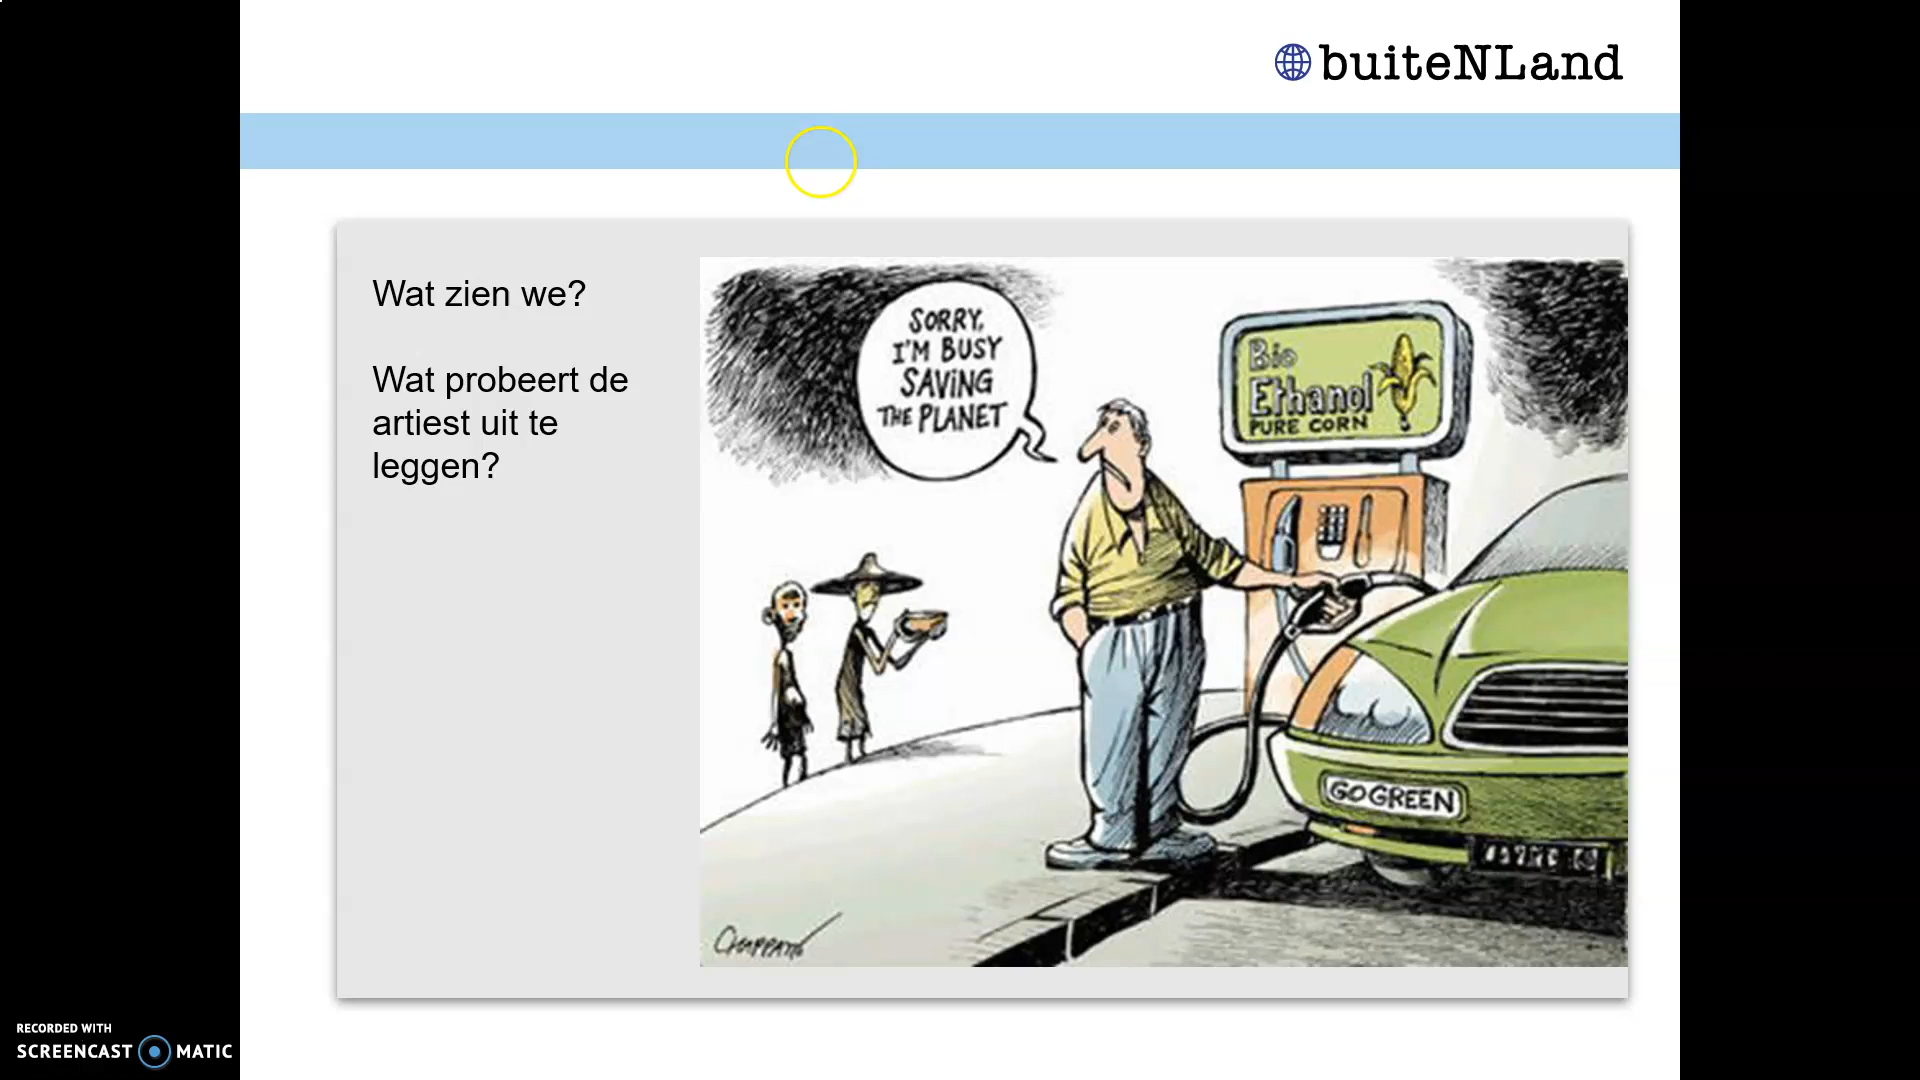 buiteNLand
Wat zien we?
Wat probeert de
artiest uit te
leggen?
SORRY,
I'M BUSY
SAVING
THE PLANET
Bio
Ethanol
PURE CORN
GO GREEN
CHAPPATTE
RECORDED WITH
SCREENCAST MATIC